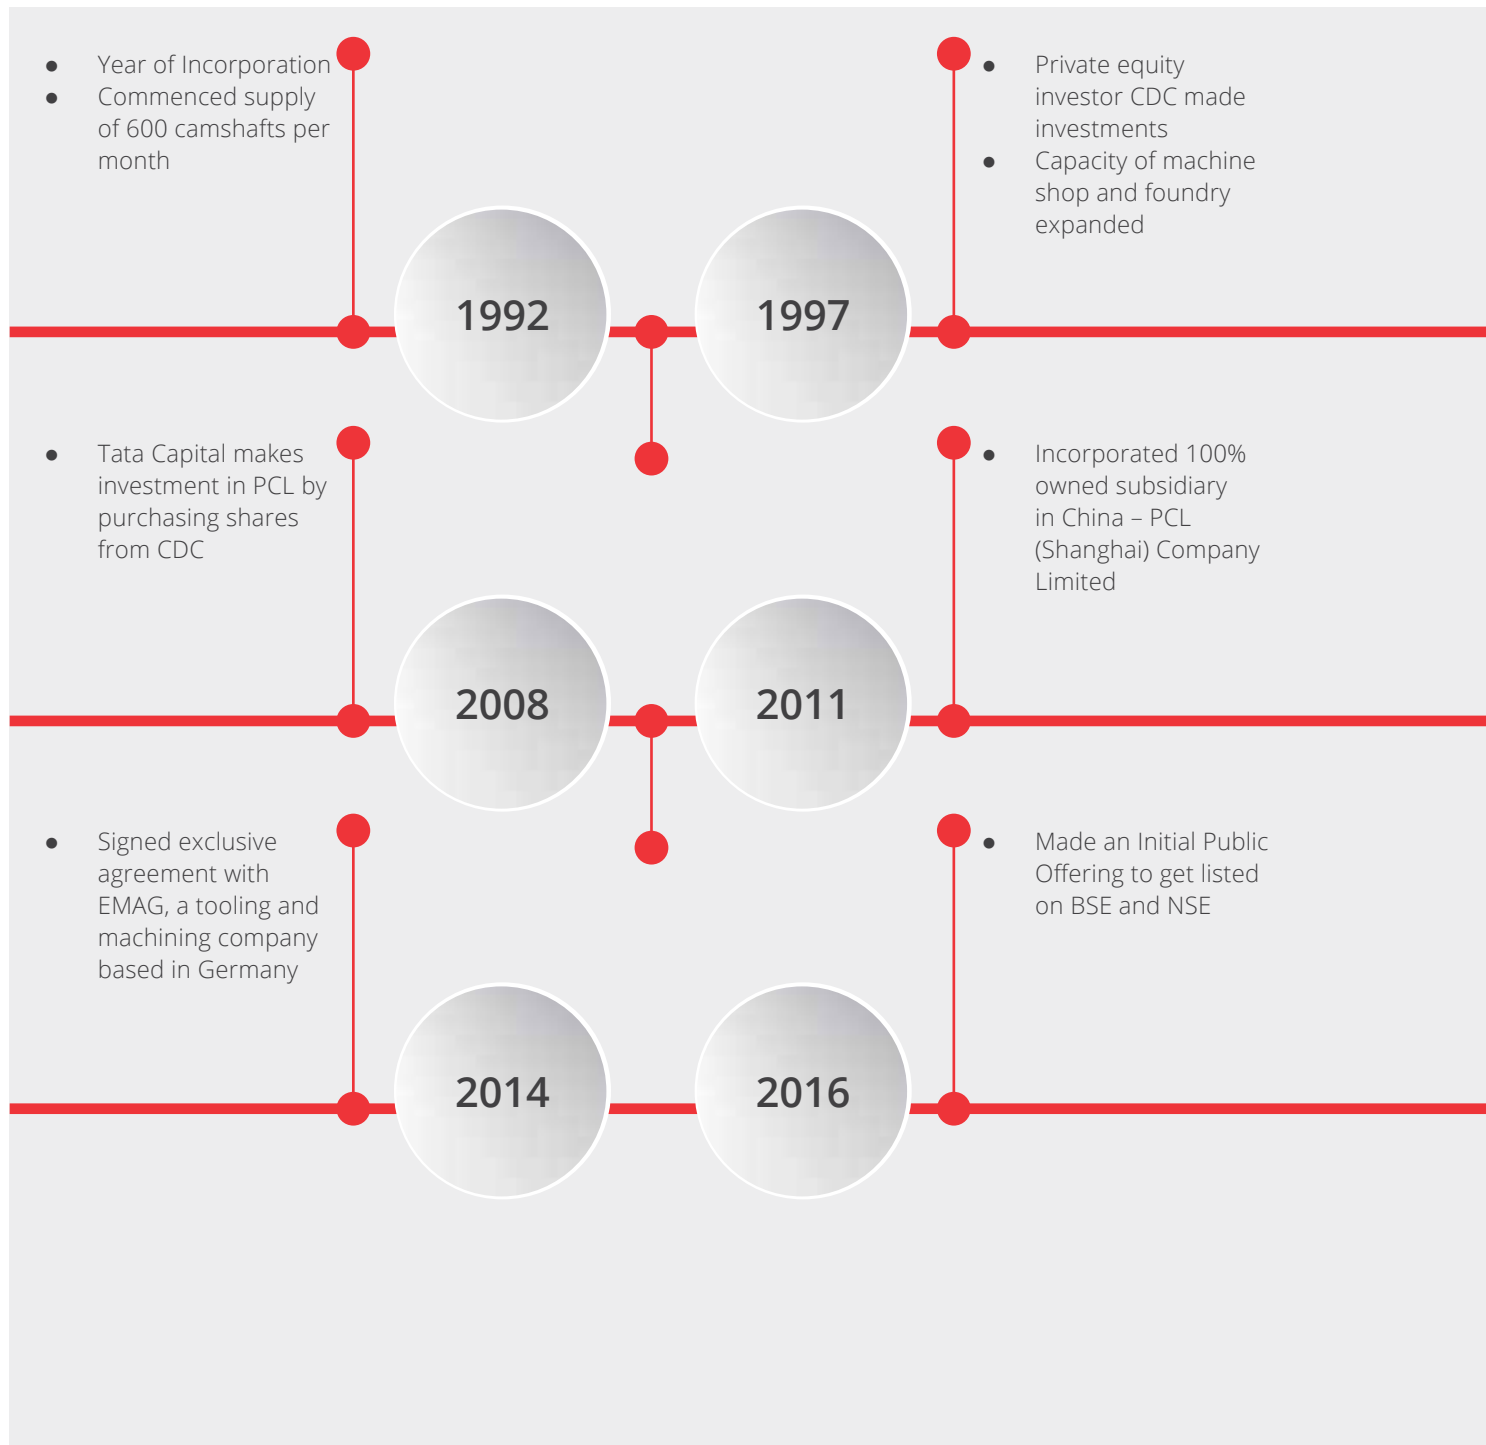 ● Year of Incorporation
● Commenced supply
of 600 camshafts per
month
● Private equity
investor CDC made
investments
● Capacity of machine
shop and foundry
expanded
1992
1997
● Tata Capital makes
investment in PCL by
purchasing shares
from CDC
● Incorporated 100%
owned subsidiary
in China – PCL
(Shanghai) Company
Limited
2008
2011
● Signed exclusive
agreement with
EMAG, a tooling and
machining company
based in Germany
● Made an Initial Public
Offering to get listed
on BSE and NSE
2014
2016